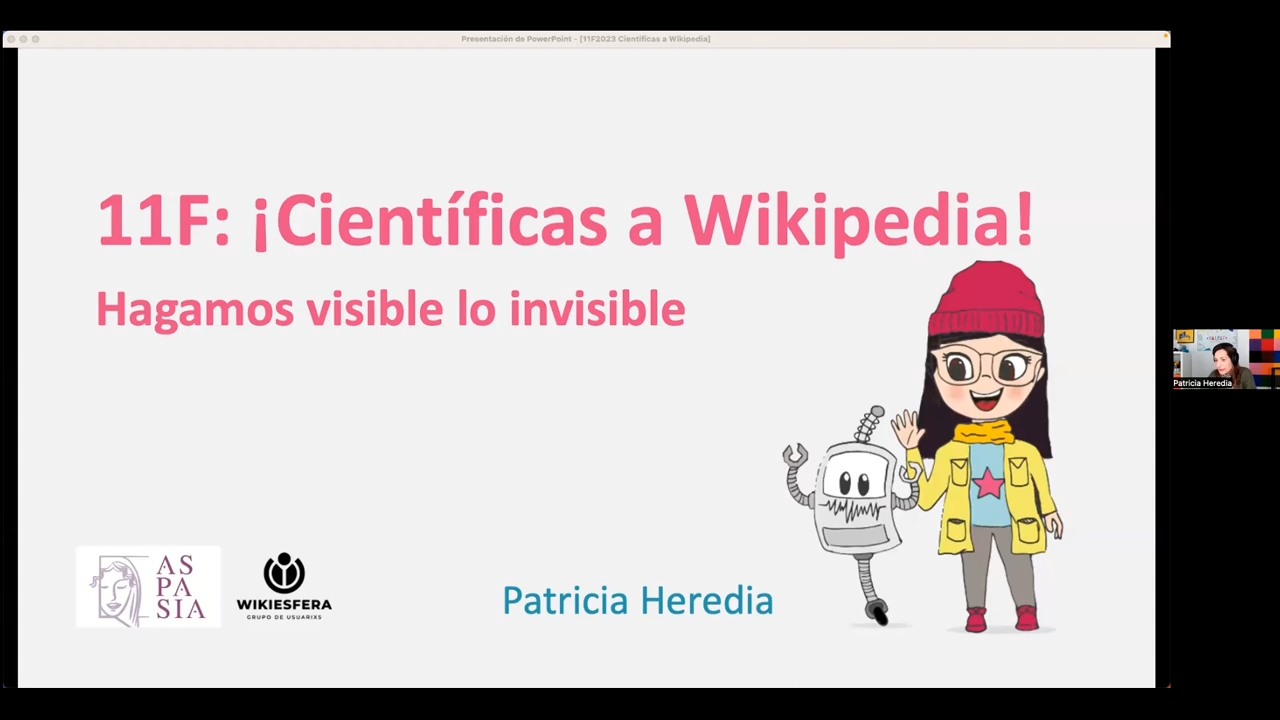 Presentación de PowerPoint - [11F2023 Científicas a Wikipedia]
11F: ¡Científicas a Wikipedia!
Hagamos visible lo invisible
Patricia Heredia
AS
PA
SIA
WIKIESFERA
GRUPO DE USUARIXS
Patricia Heredia